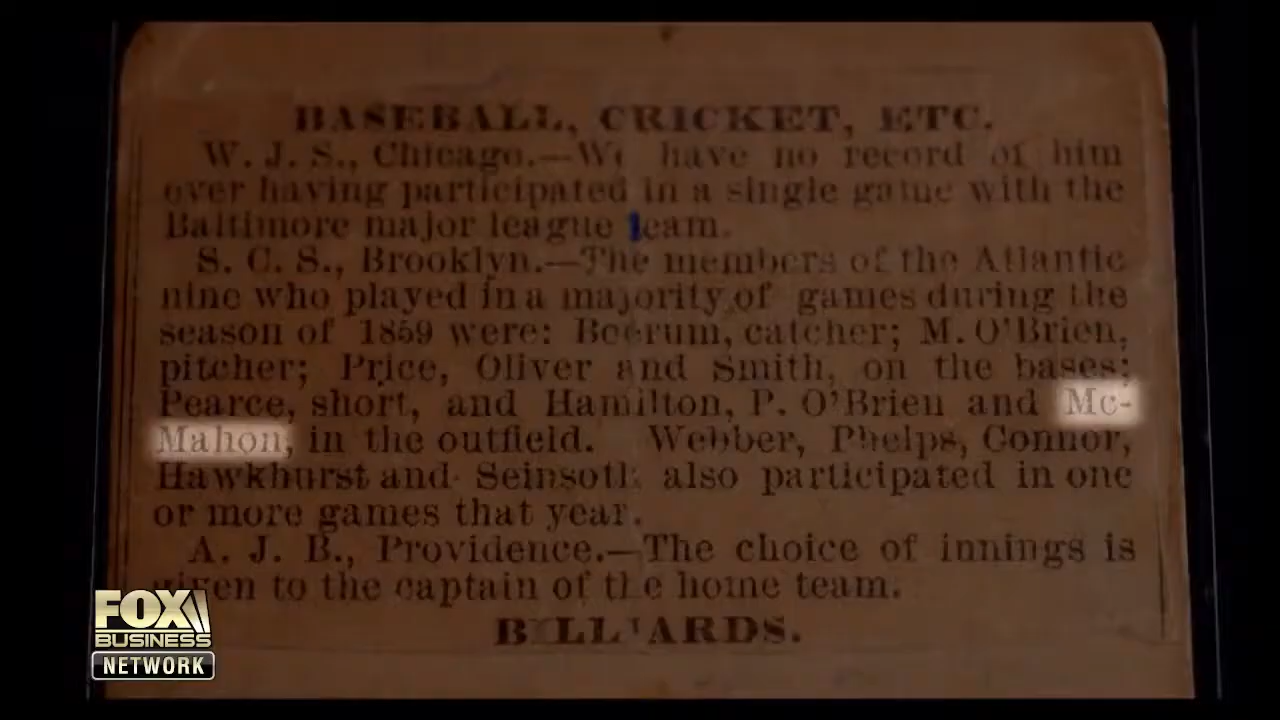 BASEBALL, CRICKET, ETC.
W. J. S., Chicago.—We have no record of him
ever having participated in a single game with the
Baltimore major league team.
S. C. S., Brooklyn.—The members of the Atlantic
nine who played in a majority of games during the
season of 1859 were: Boerum, catcher; M. O'Brien,
pitcher; Price, Oliver and Smith, on the bases;
Pearce, short, and Hamilton, P. O'Brien and Mc-
Mahon, in the outfield. Webber, Phelps, Connor,
Hawkhurst and Seinsoth also participated in one
or more games that year.
A. J. B., Providence.—The choice of innings is
given to the captain of the home team.
BILLIARDS.
FOX
BUSINESS
NETWORK